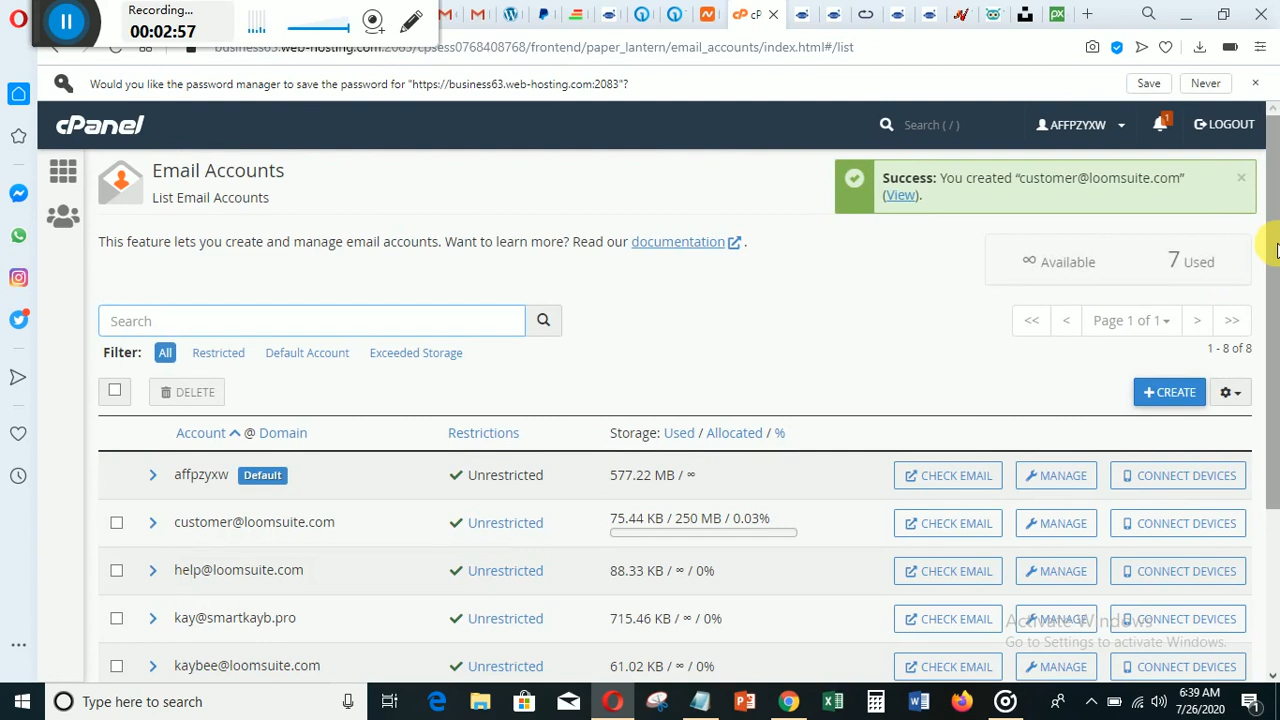 Recording...
00:02:57
cP
business63.web-hosting.com:2083/cpsess0768408768/frontend/paper_lantern/email_accounts/index.html#/list
Would you like the password manager to save the password for "https://business63.web-hosting.com:2083"?
Save
Never
cPanel
Search ( / )
AFFPZYXW
1
LOGOUT
Email Accounts
List Email Accounts
Success: You created “customer@loomsuite.com”
(View).
This feature lets you create and manage email accounts. Want to learn more? Read our documentation .
∞ Available
7 Used
Search
<< < Page 1 of 1 > >>
Filter: All Restricted Default Account Exceeded Storage
1 - 8 of 8
DELETE
+ CREATE
Account @ Domain Restrictions Storage: Used / Allocated / %
affpzyxw Default Unrestricted 577.22 MB / ∞ CHECK EMAIL MANAGE CONNECT DEVICES
customer@loomsuite.com Unrestricted 75.44 KB / 250 MB / 0.03% CHECK EMAIL MANAGE CONNECT DEVICES
help@loomsuite.com Unrestricted 88.33 KB / ∞ / 0% CHECK EMAIL MANAGE CONNECT DEVICES
kay@smartkayb.pro Unrestricted 715.46 KB / ∞ / 0% CHECK EMAIL MANAGE CONNECT DEVICES
Activate Windows
Go to Settings to activate Windows.
kaybee@loomsuite.com Unrestricted 61.02 KB / ∞ / 0% CHECK EMAIL MANAGE CONNECT DEVICES
Type here to search
6:39 AM
7/26/2020
1